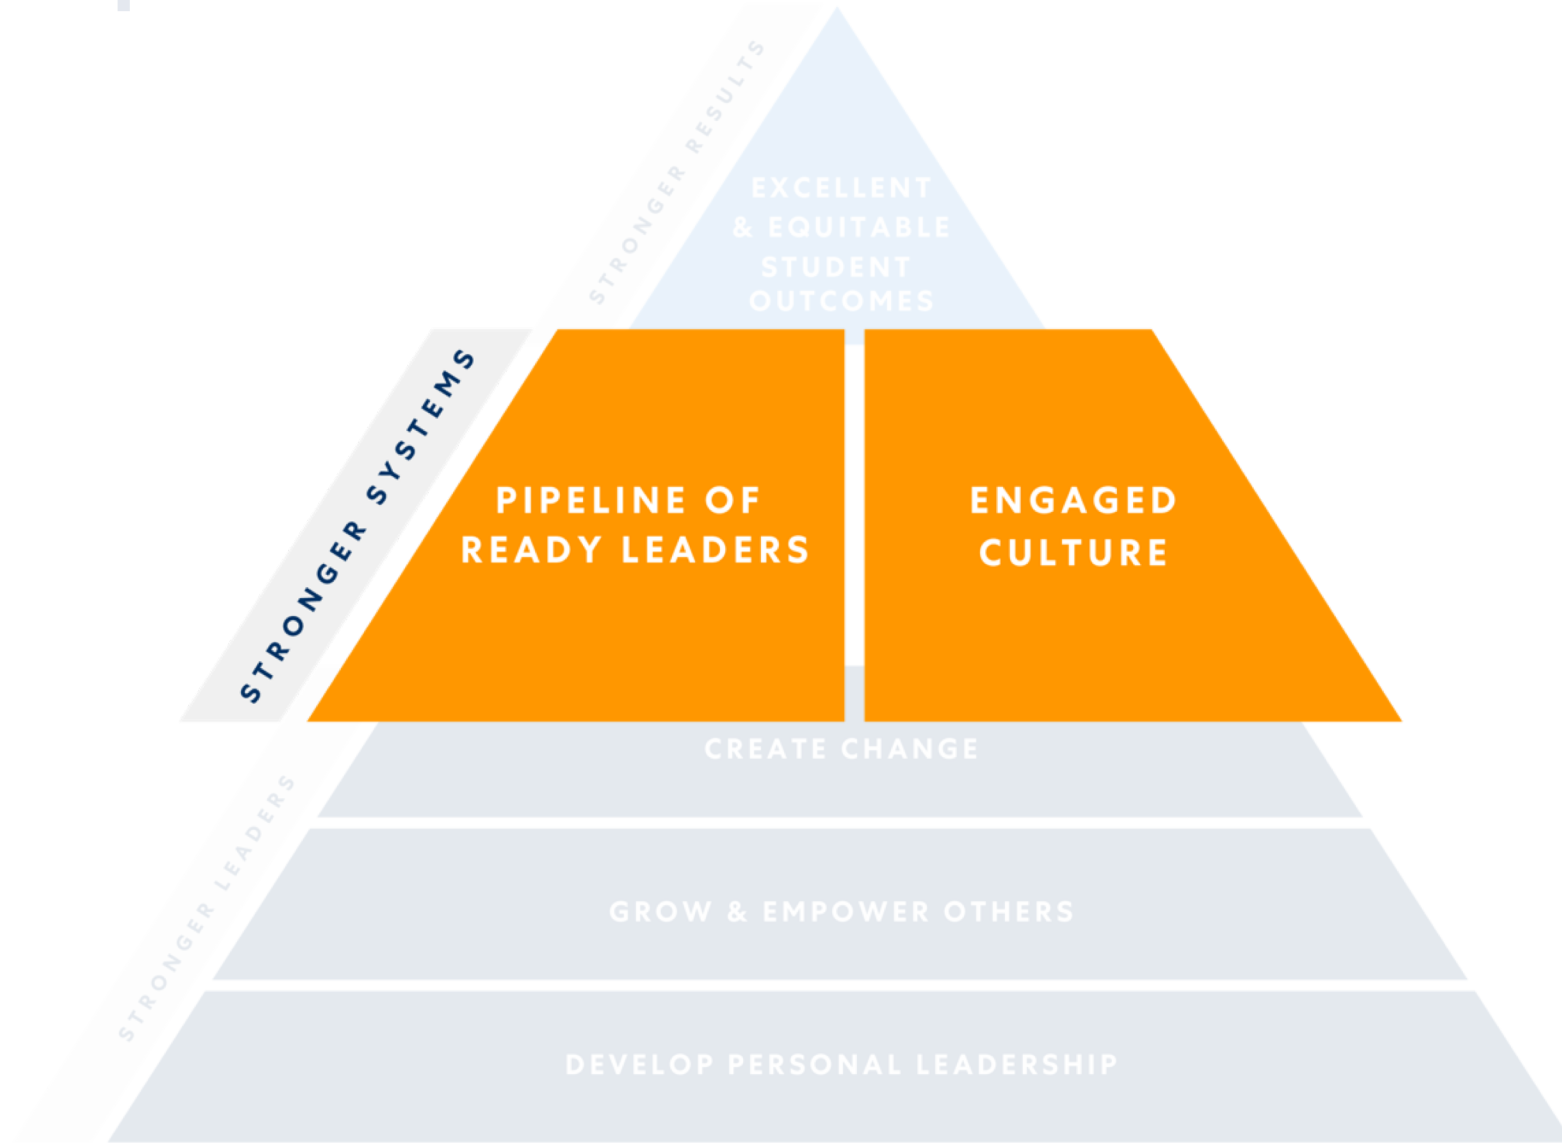 STRONGER RESULTS
EXCELLENT
& EQUITABLE
STUDENT
OUTCOMES
STRONGER SYSTEMS
PIPELINE OF
READY LEADERS
ENGAGED
CULTURE
STRONGER LEADERS
CREATE CHANGE
GROW & EMPOWER OTHERS
DEVELOP PERSONAL LEADERSHIP